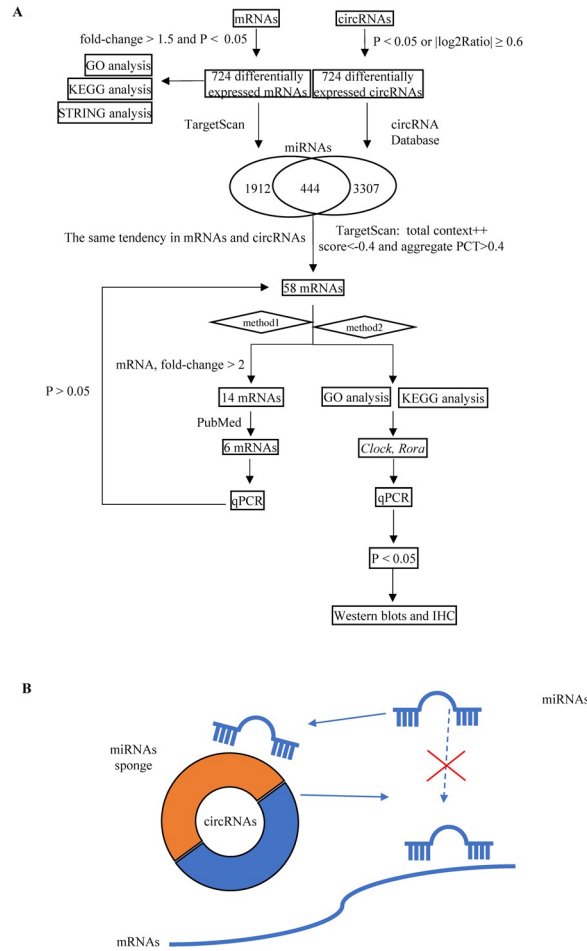 A
mRNAs
circRNAs
fold-change > 1.5 and P < 0.05
P < 0.05 or |log2Ratio| ≥ 0.6
GO analysis
KEGG analysis
STRING analysis
724 differentially
expressed mRNAs
724 differentially
expressed circRNAs
TargetScan
circRNA
Database
miRNAs
1912
444
3307
The same tendency in mRNAs and circRNAs
TargetScan: total context++
score<-0.4 and aggregate PCT>0.4
58 mRNAs
method1
method2
mRNA, fold-change > 2
P > 0.05
14 mRNAs
GO analysis
KEGG analysis
PubMed
6 mRNAs
Clock, Rora
qPCR
qPCR
P < 0.05
Western blots and IHC
B
miRNAs
miRNAs
sponge
circRNAs
mRNAs